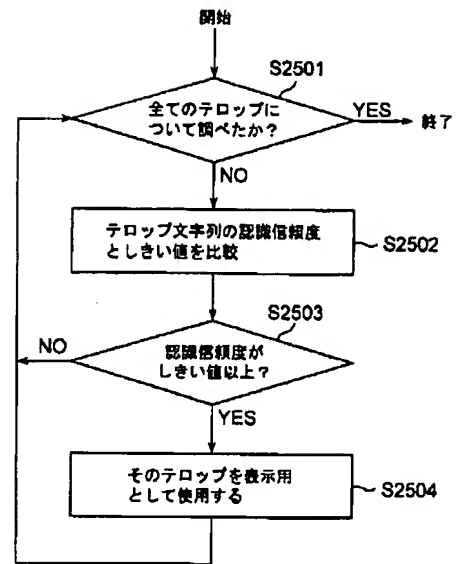 開始
S2501
全てのテロップに
ついて調べたか?
YES
終了
NO
テロップ文字列の認識信頼度
としきい値を比較
S2502
S2503
NO
認識信頼度が
しきい値以上?
YES
そのテロップを表示用
として使用する
S2504